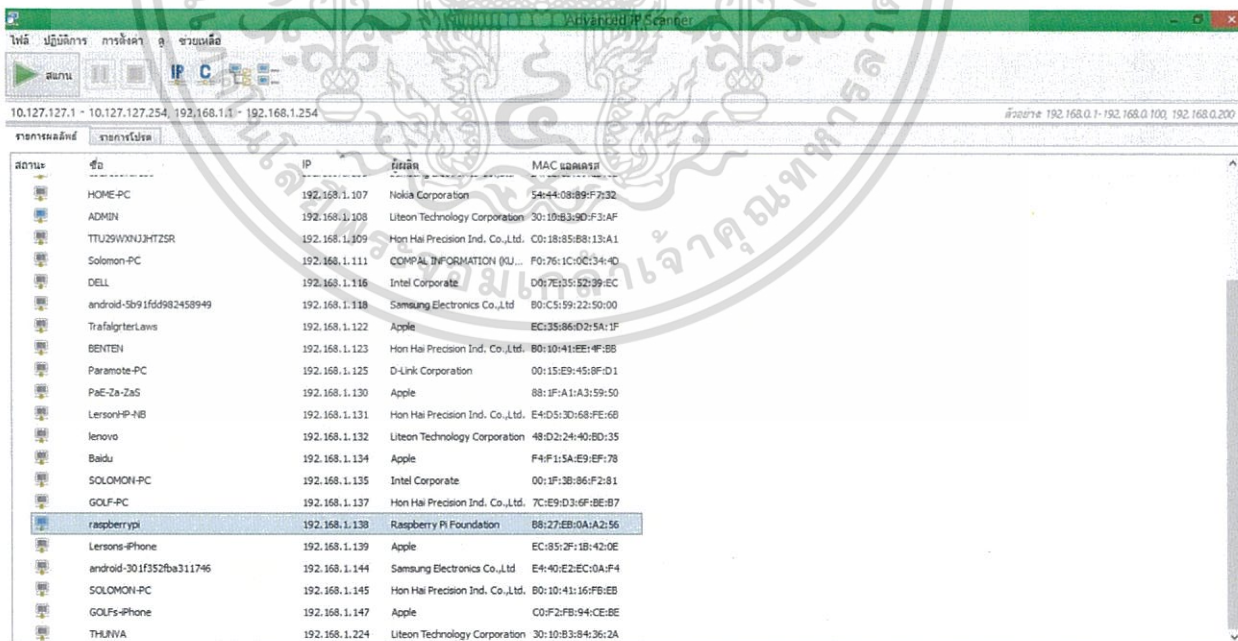 Advanced IP Scanner
ไฟล์ ปฏิบัติการ การตั้งค่า ดู ช่วยเหลือ
สแกน IP C
10.127.127.1 - 10.127.127.254, 192.168.1.1 - 192.168.1.254 ตัวอย่าง: 192.168.0.1-192.168.0.100, 192.168.0.200
รายการผลลัพธ์ รายการโปรด
สถานะ ชื่อ IP ผู้ผลิต MAC แอดเดรส
HOME-PC 192.168.1.107 Nokia Corporation 54:44:08:89:F7:32
ADMIN 192.168.1.108 Liteon Technology Corporation 30:10:B3:9D:F3:AF
TTU29WXNJJHTZSR 192.168.1.109 Hon Hai Precision Ind. Co.,Ltd. C0:18:85:B8:13:A1
Solomon-PC 192.168.1.111 COMPAL INFORMATION (KU... F0:76:1C:0C:34:4D
DELL 192.168.1.116 Intel Corporate D0:7E:35:52:39:EC
android-5b91fdd982458949 192.168.1.118 Samsung Electronics Co.,Ltd B0:C5:59:22:50:00
TrafalgrterLaws 192.168.1.122 Apple EC:35:86:D2:5A:1F
BENTEN 192.168.1.123 Hon Hai Precision Ind. Co.,Ltd. B0:10:41:EE:4F:BB
Paramote-PC 192.168.1.125 D-Link Corporation 00:15:E9:45:8F:D1
PaE-Za-ZaS 192.168.1.130 Apple 88:1F:A1:A3:59:50
LersonHP-NB 192.168.1.131 Hon Hai Precision Ind. Co.,Ltd. E4:D5:3D:68:FE:6B
lenovo 192.168.1.132 Liteon Technology Corporation 48:D2:24:40:BD:35
Baidu 192.168.1.134 Apple F4:F1:5A:E9:EF:78
SOLOMON-PC 192.168.1.135 Intel Corporate 00:1F:3B:86:F2:81
GOLF-PC 192.168.1.137 Hon Hai Precision Ind. Co.,Ltd. 7C:E9:D3:6F:BE:B7
raspberrypi 192.168.1.138 Raspberry Pi Foundation B8:27:EB:0A:A2:56
Lersons-iPhone 192.168.1.139 Apple EC:85:2F:1B:42:0E
android-301f352fba311746 192.168.1.144 Samsung Electronics Co.,Ltd E4:40:E2:EC:0A:F4
SOLOMON-PC 192.168.1.145 Hon Hai Precision Ind. Co.,Ltd. B0:10:41:16:FB:EB
GOLFs-iPhone 192.168.1.147 Apple C0:F2:FB:94:CE:BE
THUNVA 192.168.1.224 Liteon Technology Corporation 30:10:B3:84:36:2A